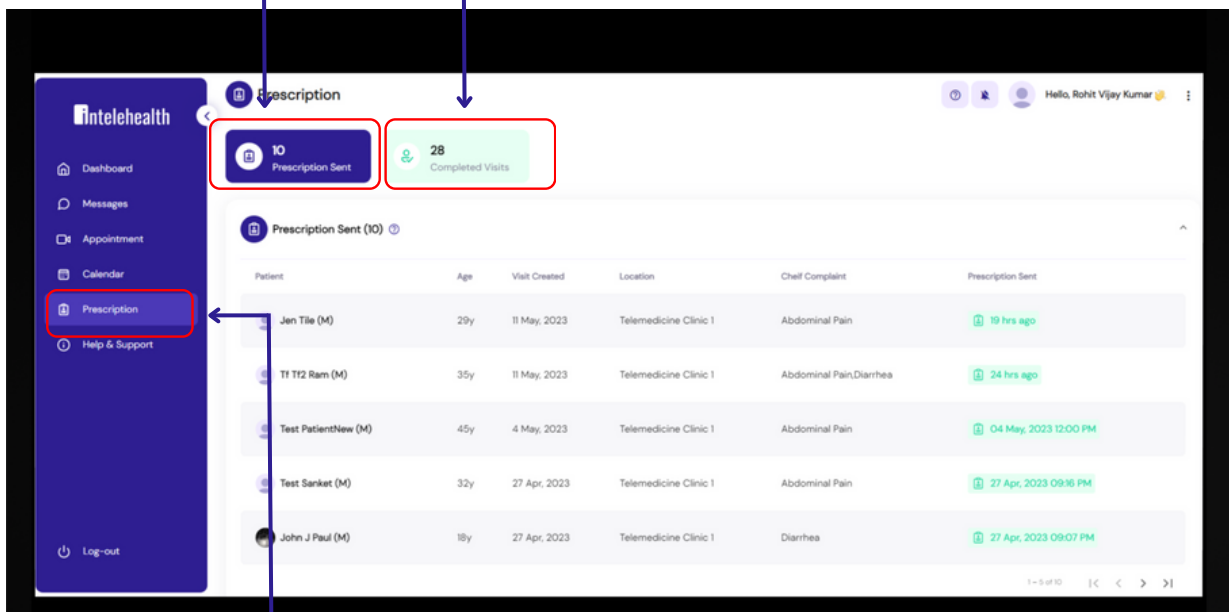 intelehealth
Dashboard
Messages
Appointment
Calendar
Prescription
Help & Support
Log-out
Prescription
Hello, Rohit Vijay Kumar
10
Prescription Sent
28
Completed Visits
Prescription Sent (10)
Patient Age Visit Created Location Cheif Complaint Prescription Sent
Jen Tile (M) 29y 11 May, 2023 Telemedicine Clinic 1 Abdominal Pain 19 hrs ago
Tf Tf2 Ram (M) 35y 11 May, 2023 Telemedicine Clinic 1 Abdominal Pain,Diarrhea 24 hrs ago
Test PatientNew (M) 45y 4 May, 2023 Telemedicine Clinic 1 Abdominal Pain 04 May, 2023 12:00 PM
Test Sanket (M) 32y 27 Apr, 2023 Telemedicine Clinic 1 Abdominal Pain 27 Apr, 2023 09:16 PM
John J Paul (M) 18y 27 Apr, 2023 Telemedicine Clinic 1 Diarrhea 27 Apr, 2023 09:07 PM
1 – 5 of 10